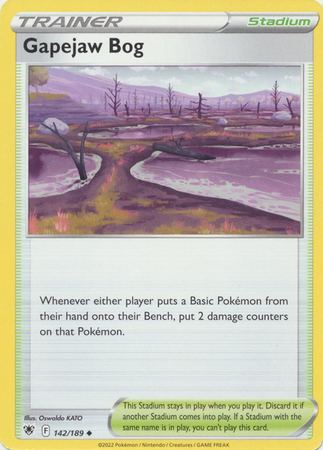 TRAINER
Stadium
Gapejaw Bog
Whenever either player puts a Basic Pokémon from
their hand onto their Bench, put 2 damage counters
on that Pokémon.
Illus. Oswaldo KATO
F 142/189 ◆
This Stadium stays in play when you play it. Discard it if
another Stadium comes into play. If a Stadium with the
same name is in play, you can't play this card.
©2022 Pokémon / Nintendo / Creatures / GAME FREAK